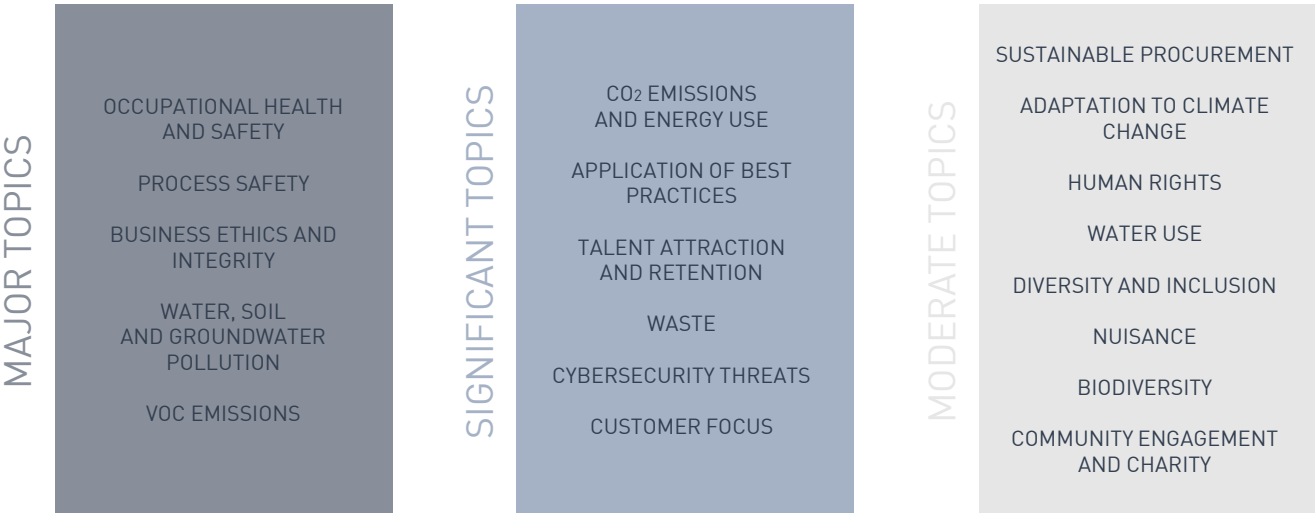 MAJOR TOPICS
OCCUPATIONAL HEALTH
AND SAFETY
PROCESS SAFETY
BUSINESS ETHICS AND
INTEGRITY
WATER, SOIL
AND GROUNDWATER
POLLUTION
VOC EMISSIONS
SIGNIFICANT TOPICS
CO2 EMISSIONS
AND ENERGY USE
APPLICATION OF BEST
PRACTICES
TALENT ATTRACTION
AND RETENTION
WASTE
CYBERSECURITY THREATS
CUSTOMER FOCUS
MODERATE TOPICS
SUSTAINABLE PROCUREMENT
ADAPTATION TO CLIMATE
CHANGE
HUMAN RIGHTS
WATER USE
DIVERSITY AND INCLUSION
NUISANCE
BIODIVERSITY
COMMUNITY ENGAGEMENT
AND CHARITY